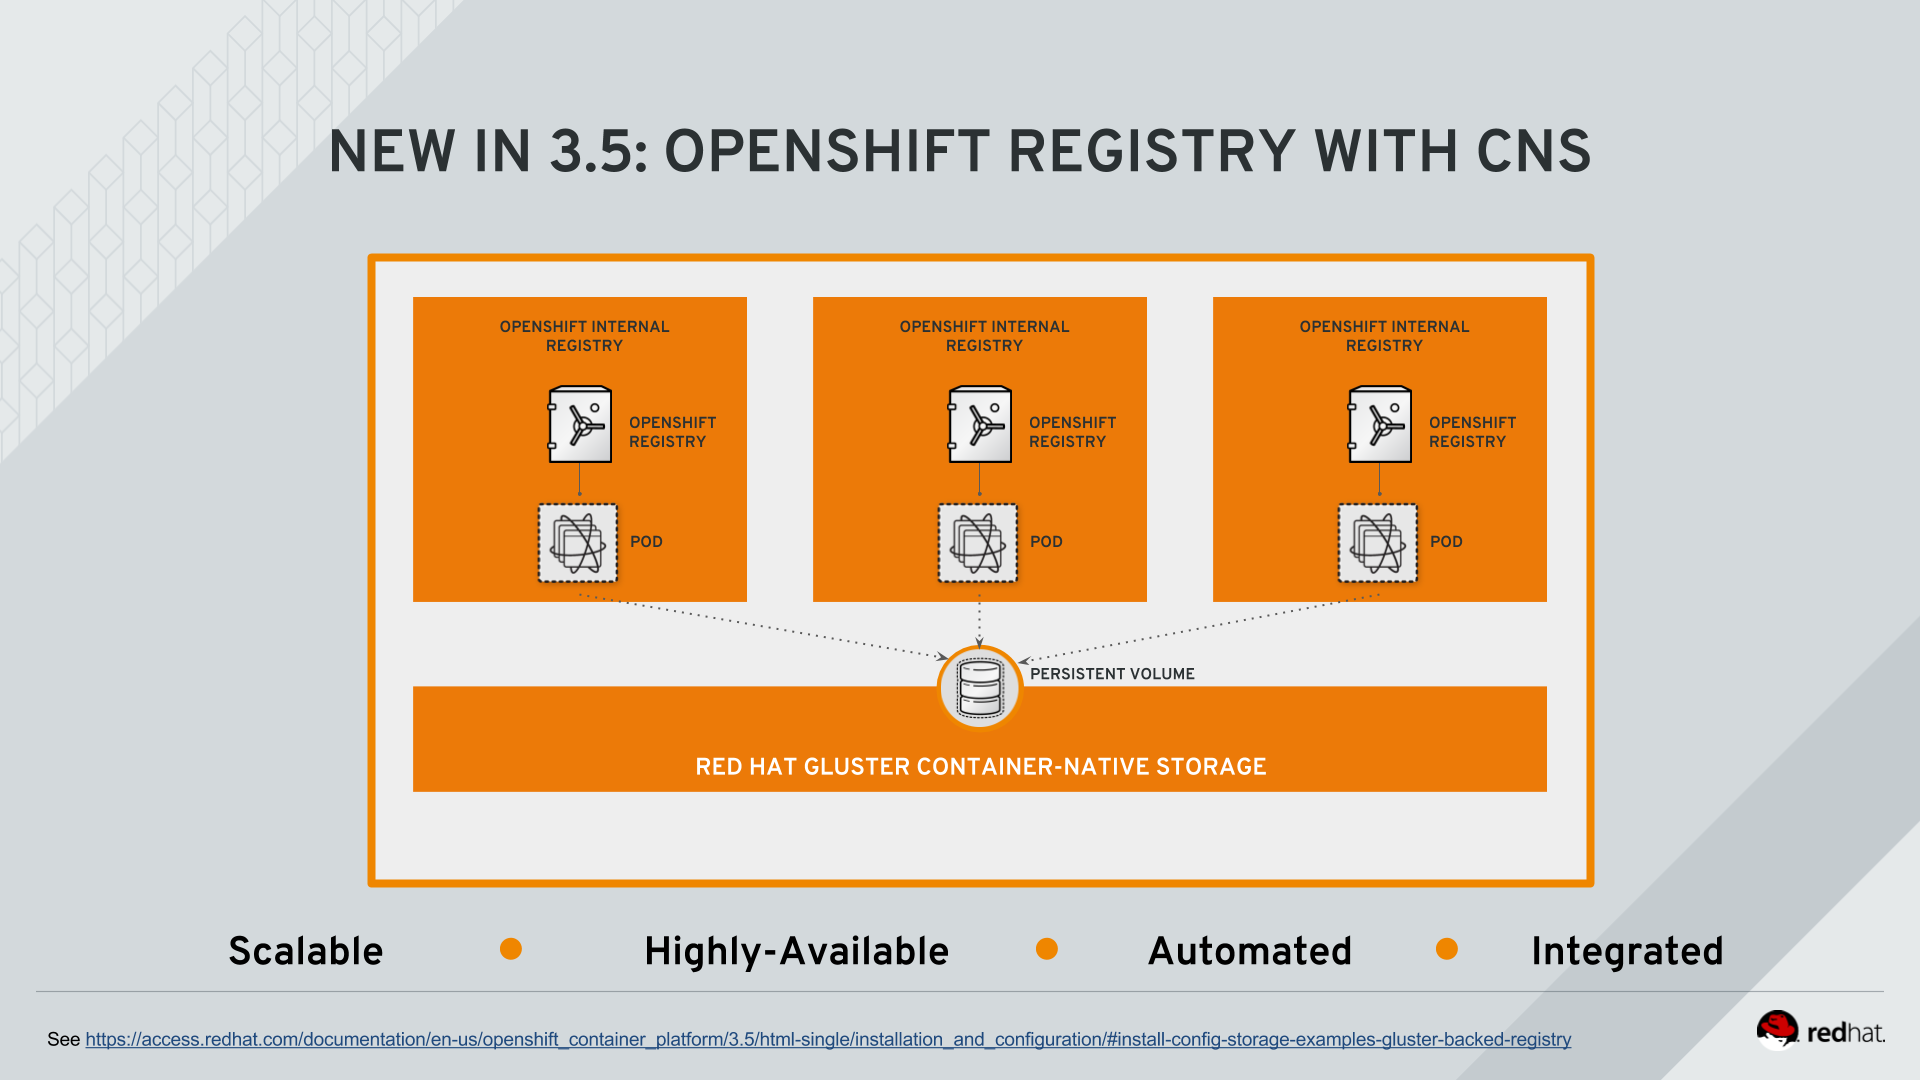 NEW IN 3.5: OPENSHIFT REGISTRY WITH CNS
OPENSHIFT INTERNAL
REGISTRY
OPENSHIFT
REGISTRY
POD
OPENSHIFT INTERNAL
REGISTRY
OPENSHIFT
REGISTRY
POD
OPENSHIFT INTERNAL
REGISTRY
OPENSHIFT
REGISTRY
POD
PERSISTENT VOLUME
RED HAT GLUSTER CONTAINER-NATIVE STORAGE
Scalable ● Highly-Available ● Automated ● Integrated
See https://access.redhat.com/documentation/en-us/openshift_container_platform/3.5/html-single/installation_and_configuration/#install-config-storage-examples-gluster-backed-registry
redhat.